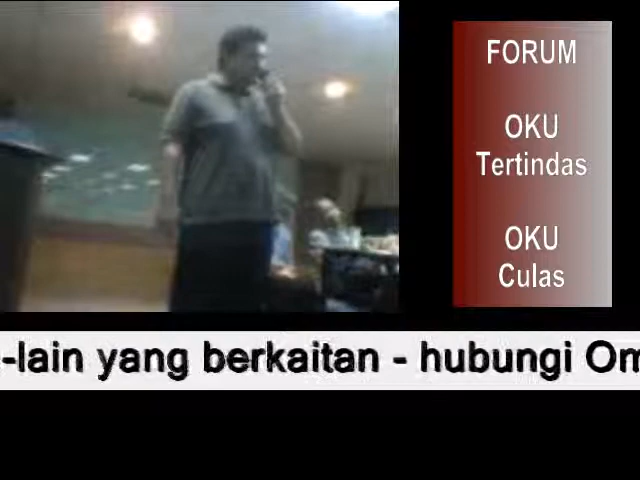 FORUM
OKU
Tertindas
OKU
Culas
-lain yang berkaitan - hubungi Om